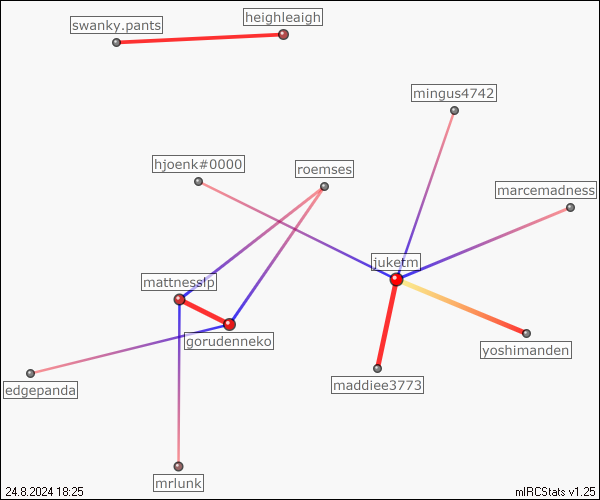 heighleaigh
swanky.pants
mingus4742
hjoenk#0000
roemses
marcemadness
juketm
mattnesslp
gorudenneko
yoshimanden
maddiee3773
edgepanda
mrlunk
24.8.2024 18:25
mIRCStats v1.25